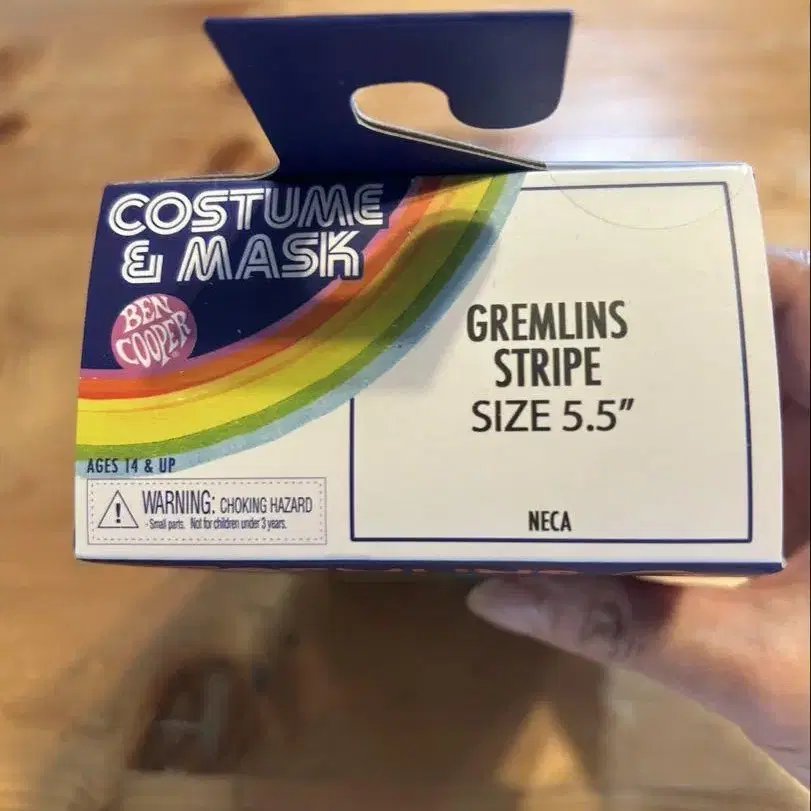 COSTUME
& MASK
BEN
COOPER
GREMLINS
STRIPE
SIZE 5.5"
AGES 14 & UP
WARNING: CHOKING HAZARD
- Small parts. Not for children under 3 years.
NECA